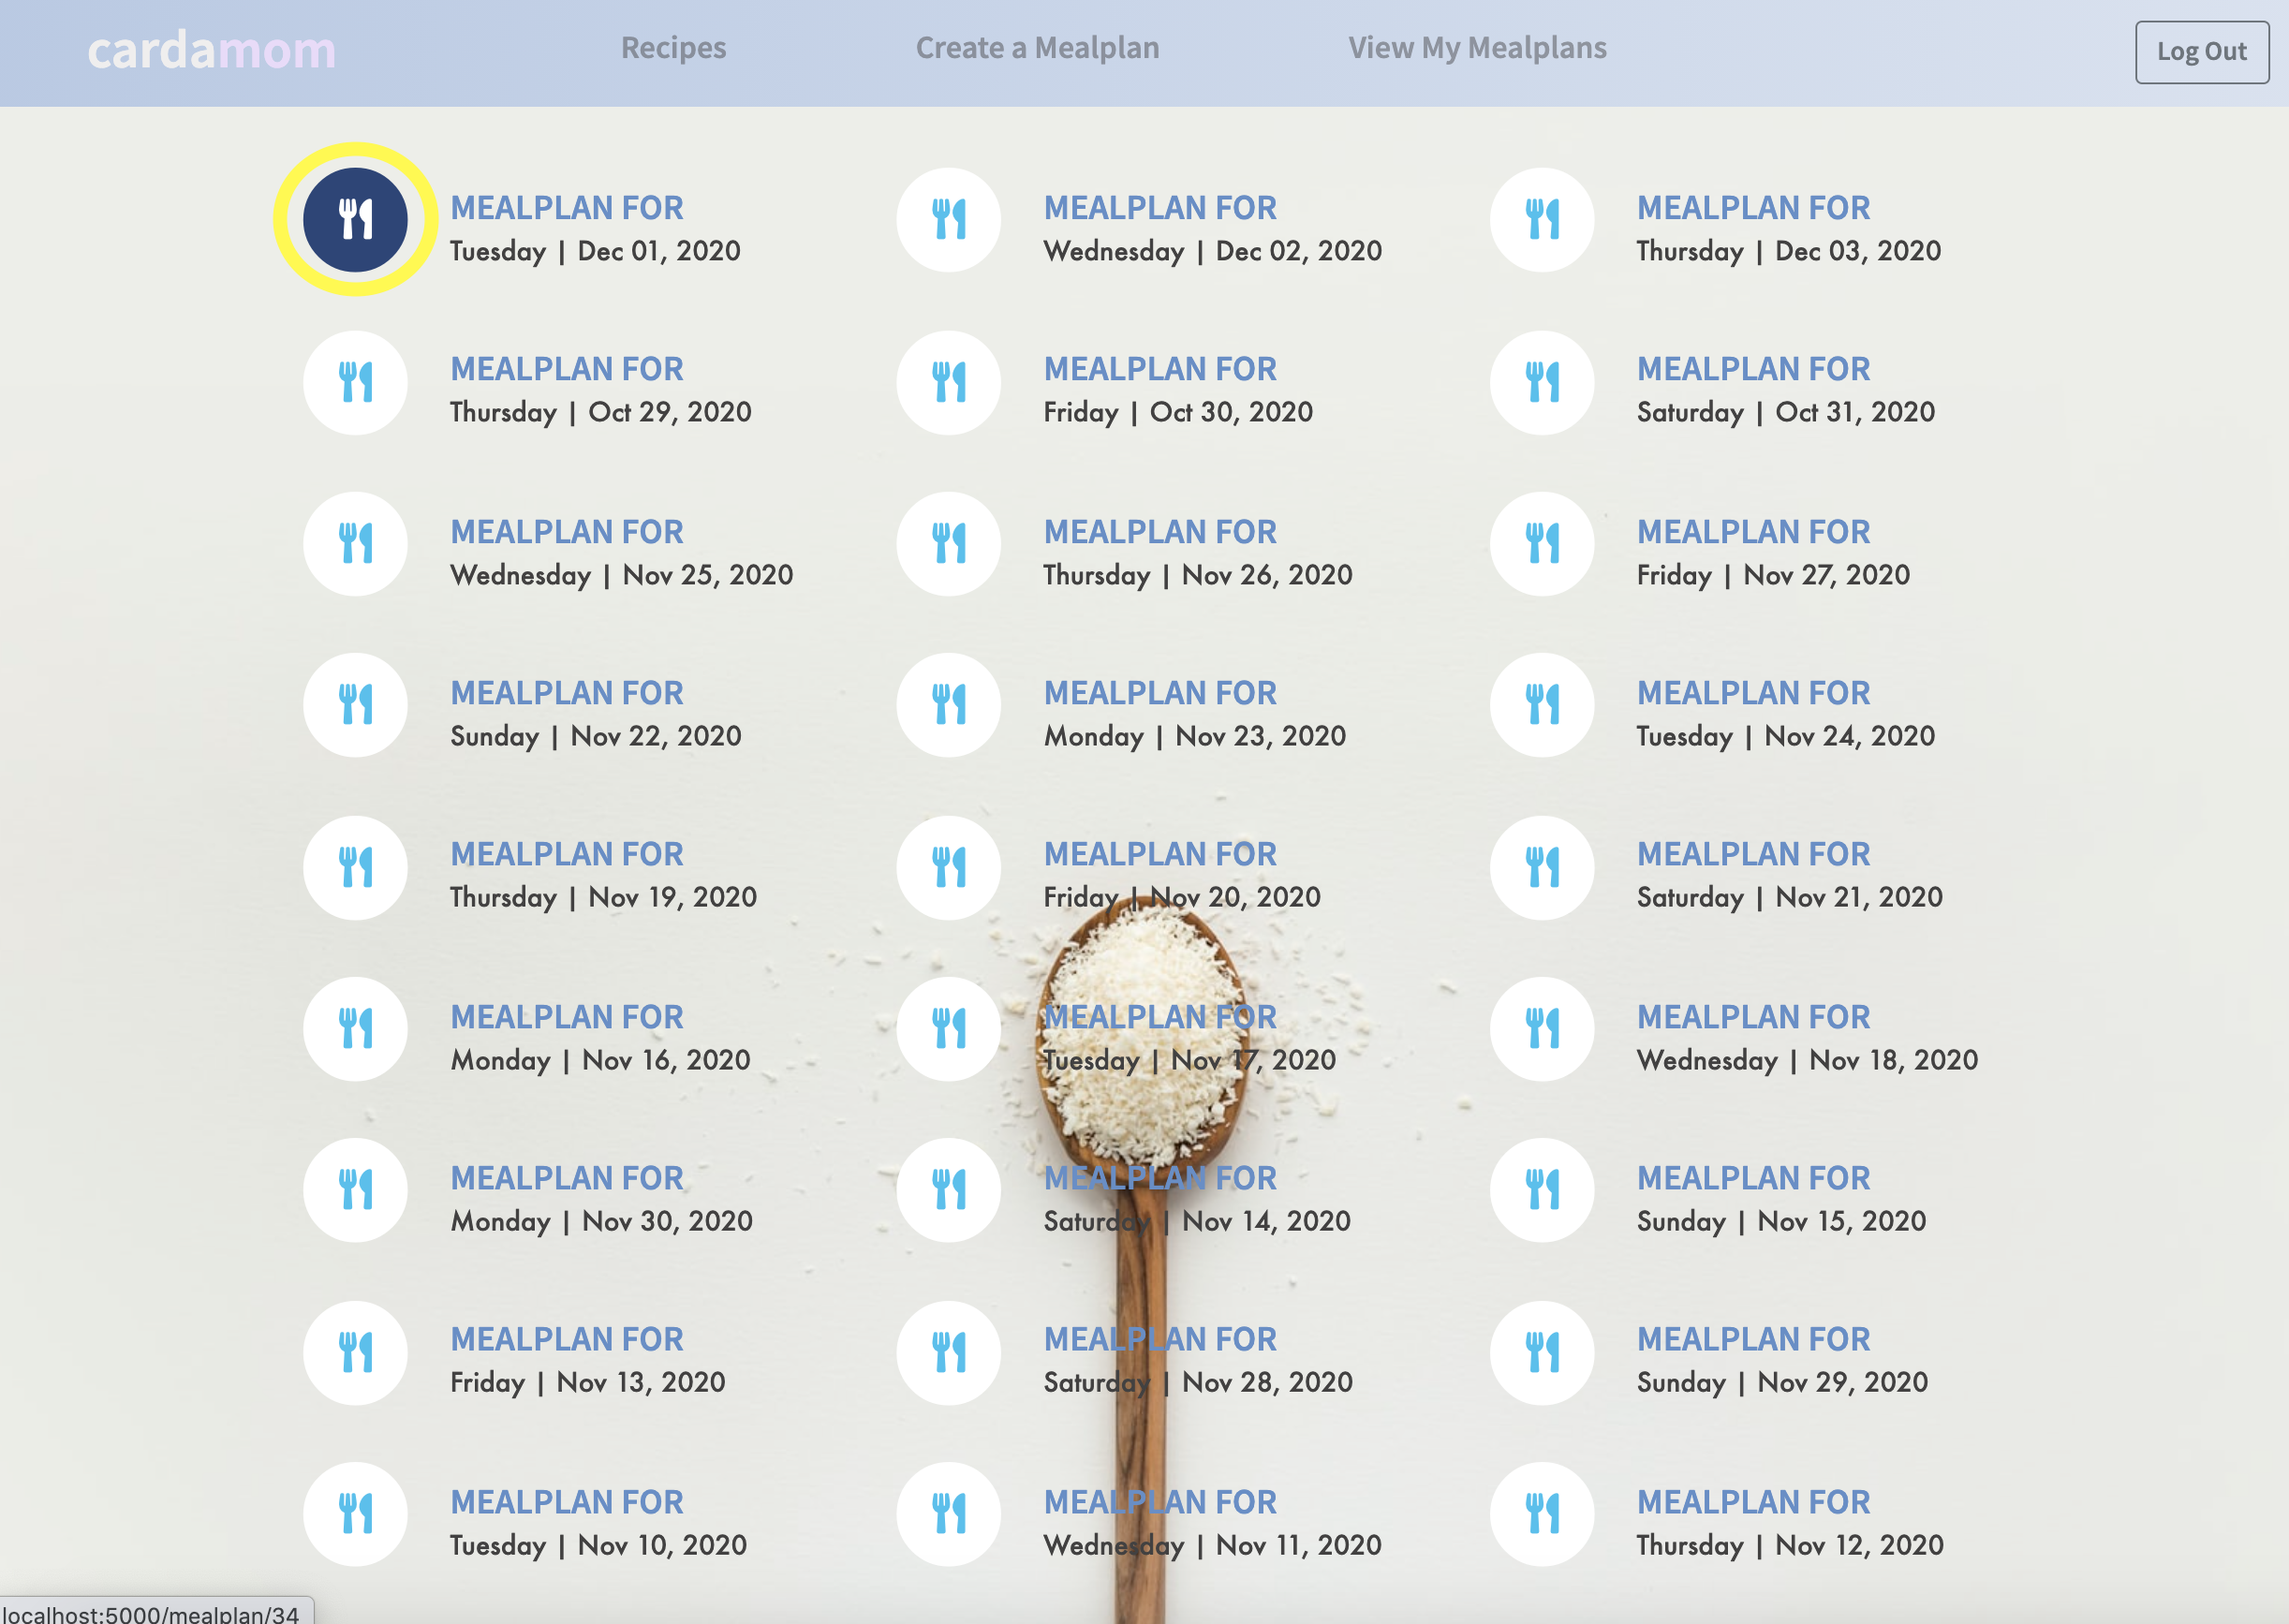 cardamom
Recipes
Create a Mealplan
View My Mealplans
Log Out
MEALPLAN FOR
Tuesday | Dec 01, 2020
MEALPLAN FOR
Wednesday | Dec 02, 2020
MEALPLAN FOR
Thursday | Dec 03, 2020
MEALPLAN FOR
Thursday | Oct 29, 2020
MEALPLAN FOR
Friday | Oct 30, 2020
MEALPLAN FOR
Saturday | Oct 31, 2020
MEALPLAN FOR
Wednesday | Nov 25, 2020
MEALPLAN FOR
Thursday | Nov 26, 2020
MEALPLAN FOR
Friday | Nov 27, 2020
MEALPLAN FOR
Sunday | Nov 22, 2020
MEALPLAN FOR
Monday | Nov 23, 2020
MEALPLAN FOR
Tuesday | Nov 24, 2020
MEALPLAN FOR
Thursday | Nov 19, 2020
MEALPLAN FOR
Friday | Nov 20, 2020
MEALPLAN FOR
Saturday | Nov 21, 2020
MEALPLAN FOR
Monday | Nov 16, 2020
MEALPLAN FOR
Tuesday | Nov 17, 2020
MEALPLAN FOR
Wednesday | Nov 18, 2020
MEALPLAN FOR
Monday | Nov 30, 2020
MEALPLAN FOR
Saturday | Nov 14, 2020
MEALPLAN FOR
Sunday | Nov 15, 2020
MEALPLAN FOR
Friday | Nov 13, 2020
MEALPLAN FOR
Saturday | Nov 28, 2020
MEALPLAN FOR
Sunday | Nov 29, 2020
MEALPLAN FOR
Tuesday | Nov 10, 2020
MEALPLAN FOR
Wednesday | Nov 11, 2020
MEALPLAN FOR
Thursday | Nov 12, 2020
localhost:5000/mealplan/34